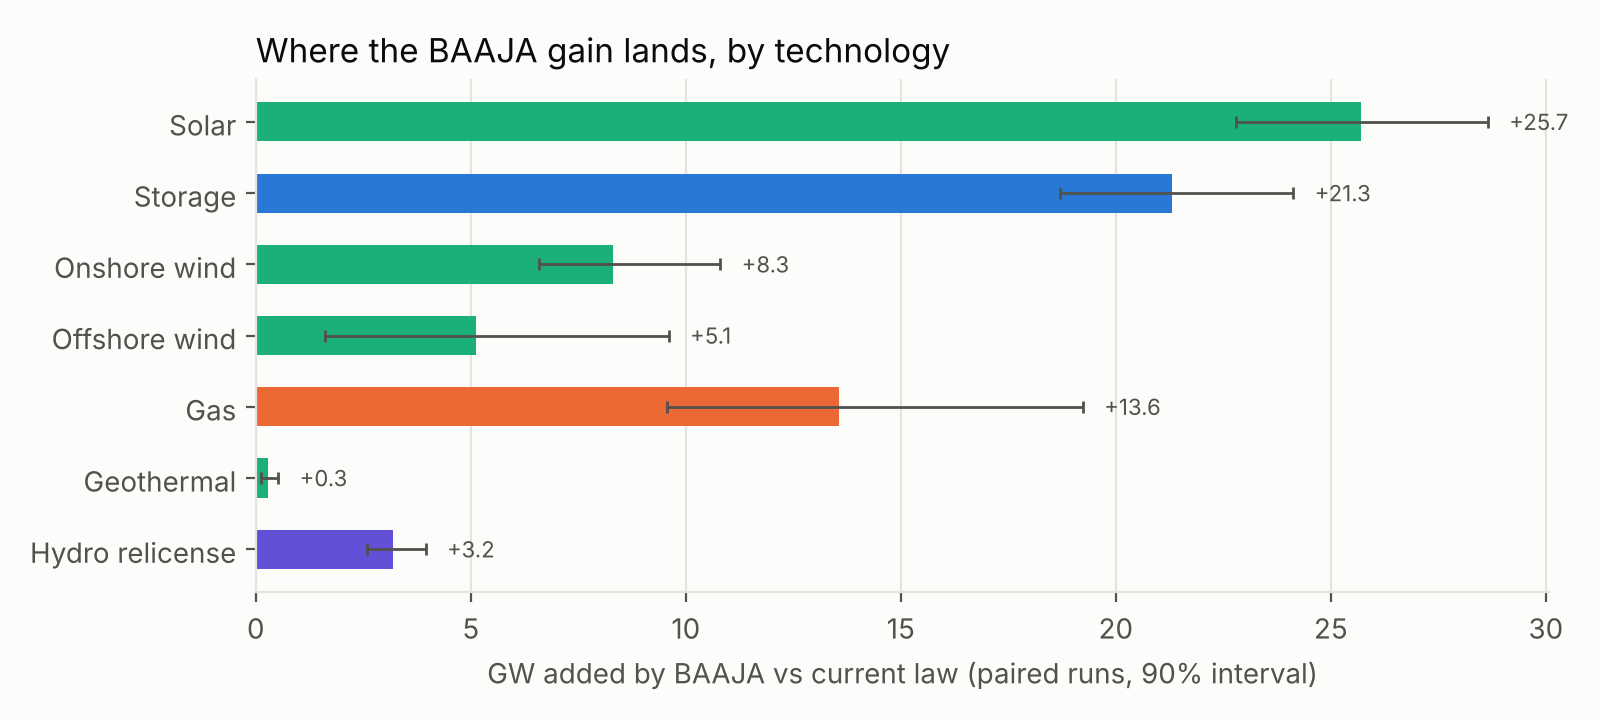 Where the BAAJA gain lands, by technology
Solar
+25.7
Storage
+21.3
Onshore wind
+8.3
Offshore wind
+5.1
Gas
+13.6
Geothermal
+0.3
Hydro relicense
+3.2
0 5 10 15 20 25 30
GW added by BAAJA vs current law (paired runs, 90% interval)